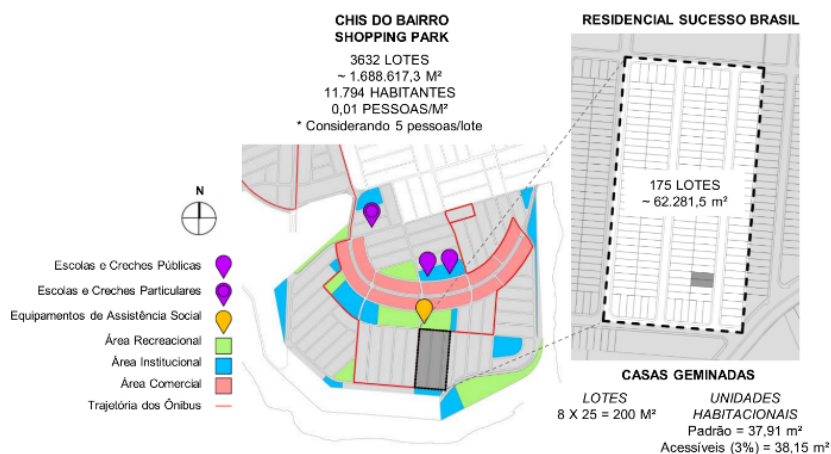 CHIS DO BAIRRO
SHOPPING PARK
3632 LOTES
~ 1.688.617,3 M²
11.794 HABITANTES
0,01 PESSOAS/M²
* Considerando 5 pessoas/lote
RESIDENCIAL SUCESSO BRASIL
175 LOTES
~ 62.281,5 m²
N
Escolas e Creches Públicas
Escolas e Creches Particulares
Equipamentos de Assistência Social
Área Recreacional
Área Institucional
Área Comercial
Trajetória dos Ônibus
CASAS GEMINADAS
LOTES
8 X 25 = 200 M²
UNIDADES
HABITACIONAIS
Padrão = 37,91 m²
Acessíveis (3%) = 38,15 m²